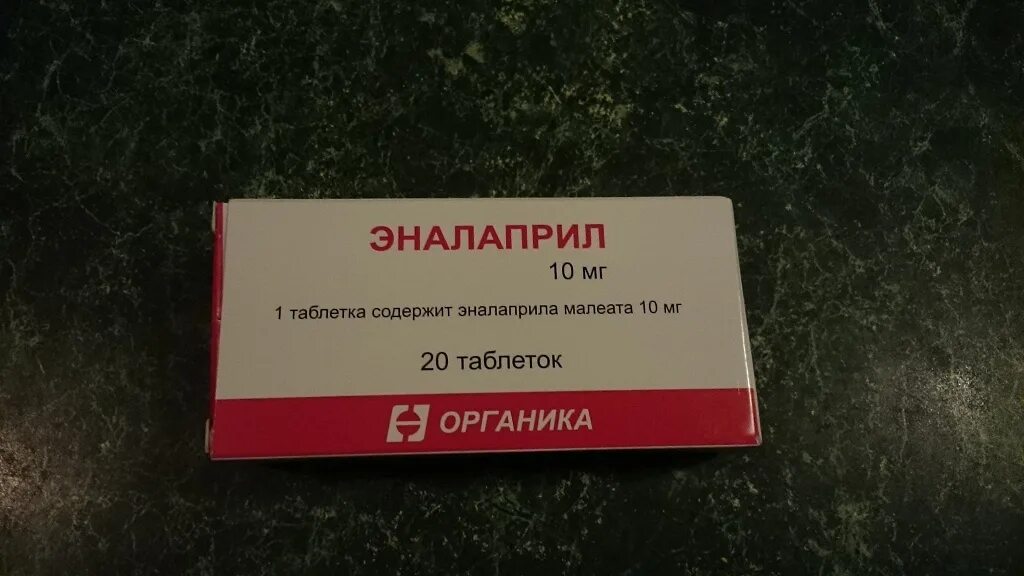 ЭНАЛАПРИЛ
10 мг
1 таблетка содержит эналаприла малеата 10 мг
20 таблеток
ОРГАНИКА